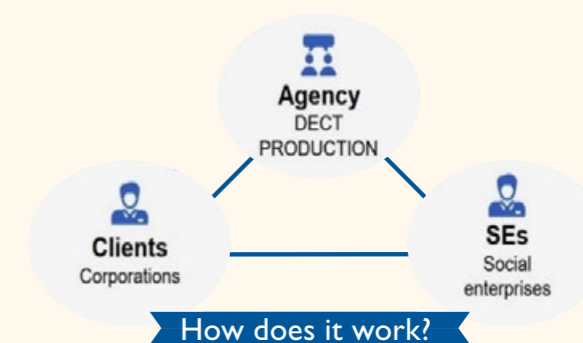 Agency
DECT
PRODUCTION
Clients
Corporations
SEs
Social
enterprises
How does it work?